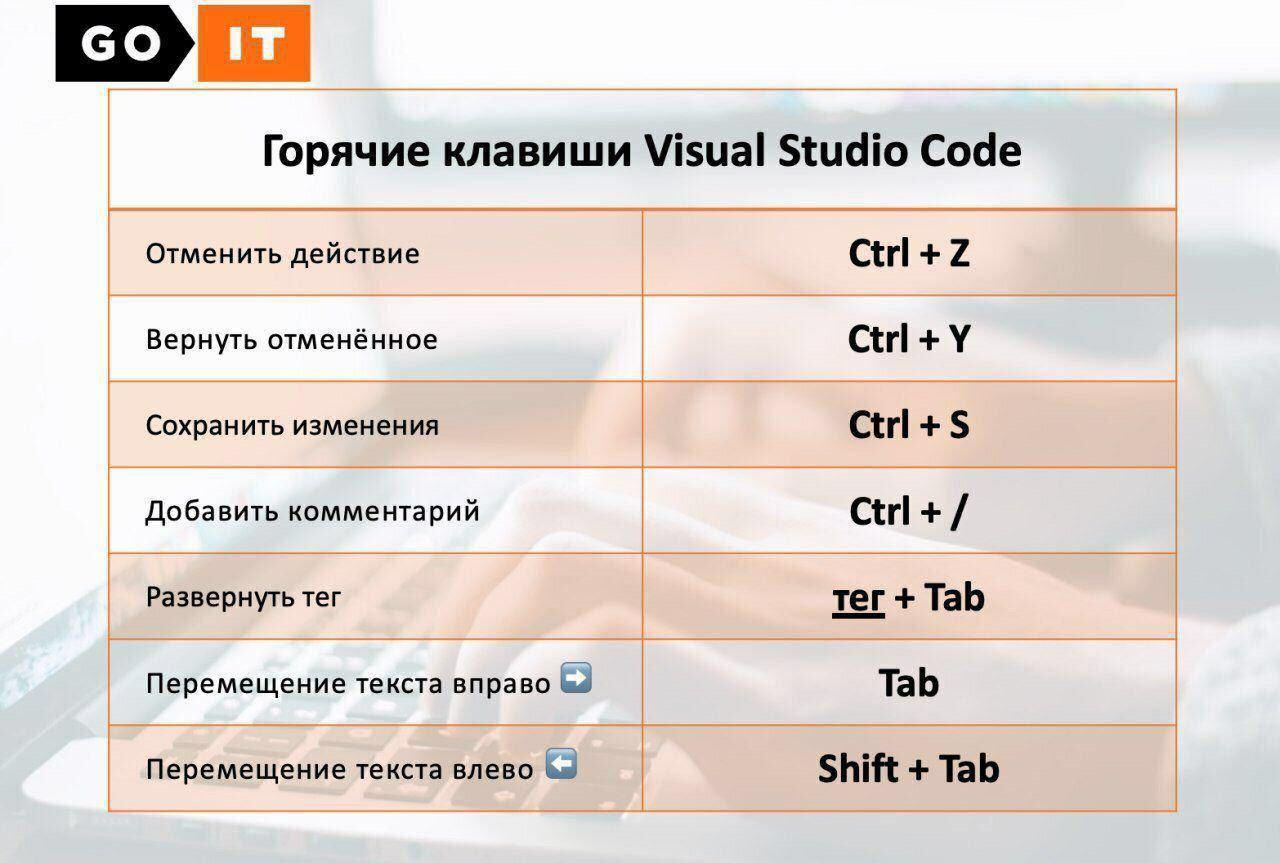 GO IT
Горячие клавиши Visual Studio Code
Отменить действие Ctrl + Z
Вернуть отменённое Ctrl + Y
Сохранить изменения Ctrl + S
Добавить комментарий Ctrl + /
Развернуть тег тег + Tab
Перемещение текста вправо ➡️ Tab
Перемещение текста влево ⬅️ Shift + Tab